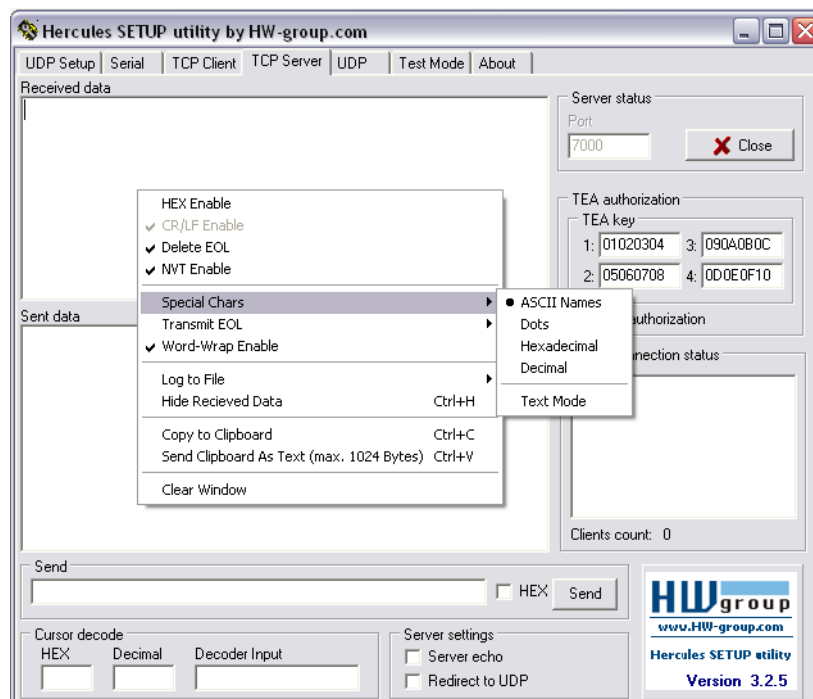 Hercules SETUP utility by HW-group.com
UDP Setup Serial TCP Client TCP Server UDP Test Mode About
Received data
Server status
Port
7000 Close
TEA authorization
TEA key
1: 01020304 3: 090A0B0C
2: 05060708 4: 0D0E0F10
uthorization
nection status
Clients count: 0
HEX Enable
CR/LF Enable
Delete EOL
NVT Enable
Special Chars
Transmit EOL
Word-Wrap Enable
Log to File
Hide Recieved Data Ctrl+H
Copy to Clipboard Ctrl+C
Send Clipboard As Text (max. 1024 Bytes) Ctrl+V
Clear Window
ASCII Names
Dots
Hexadecimal
Decimal
Text Mode
Sent data
Send
HEX Send
Cursor decode
HEX Decimal Decoder Input
Server settings
Server echo
Redirect to UDP
HW group
www.HW-group.com
Hercules SETUP utility
Version 3.2.5